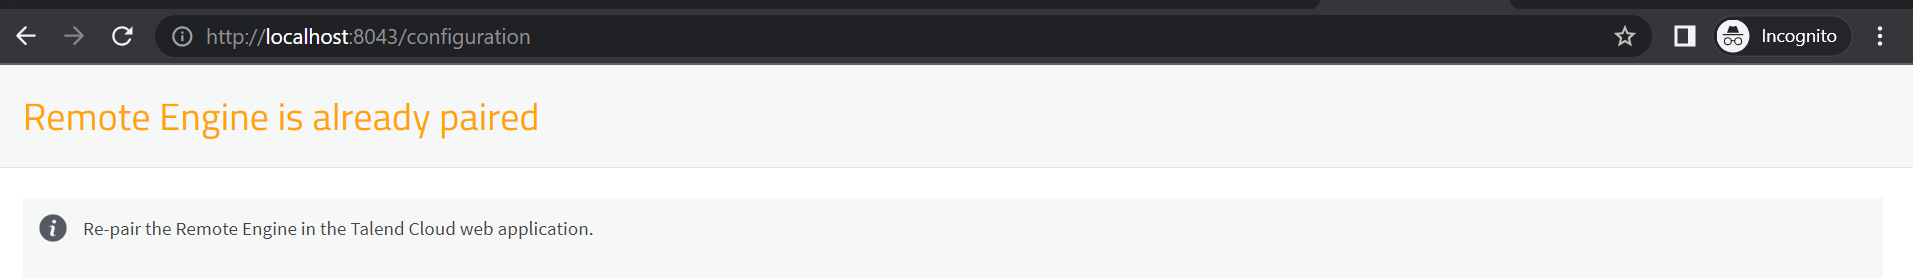 http://localhost:8043/configuration
Incognito
Remote Engine is already paired
Re-pair the Remote Engine in the Talend Cloud web application.